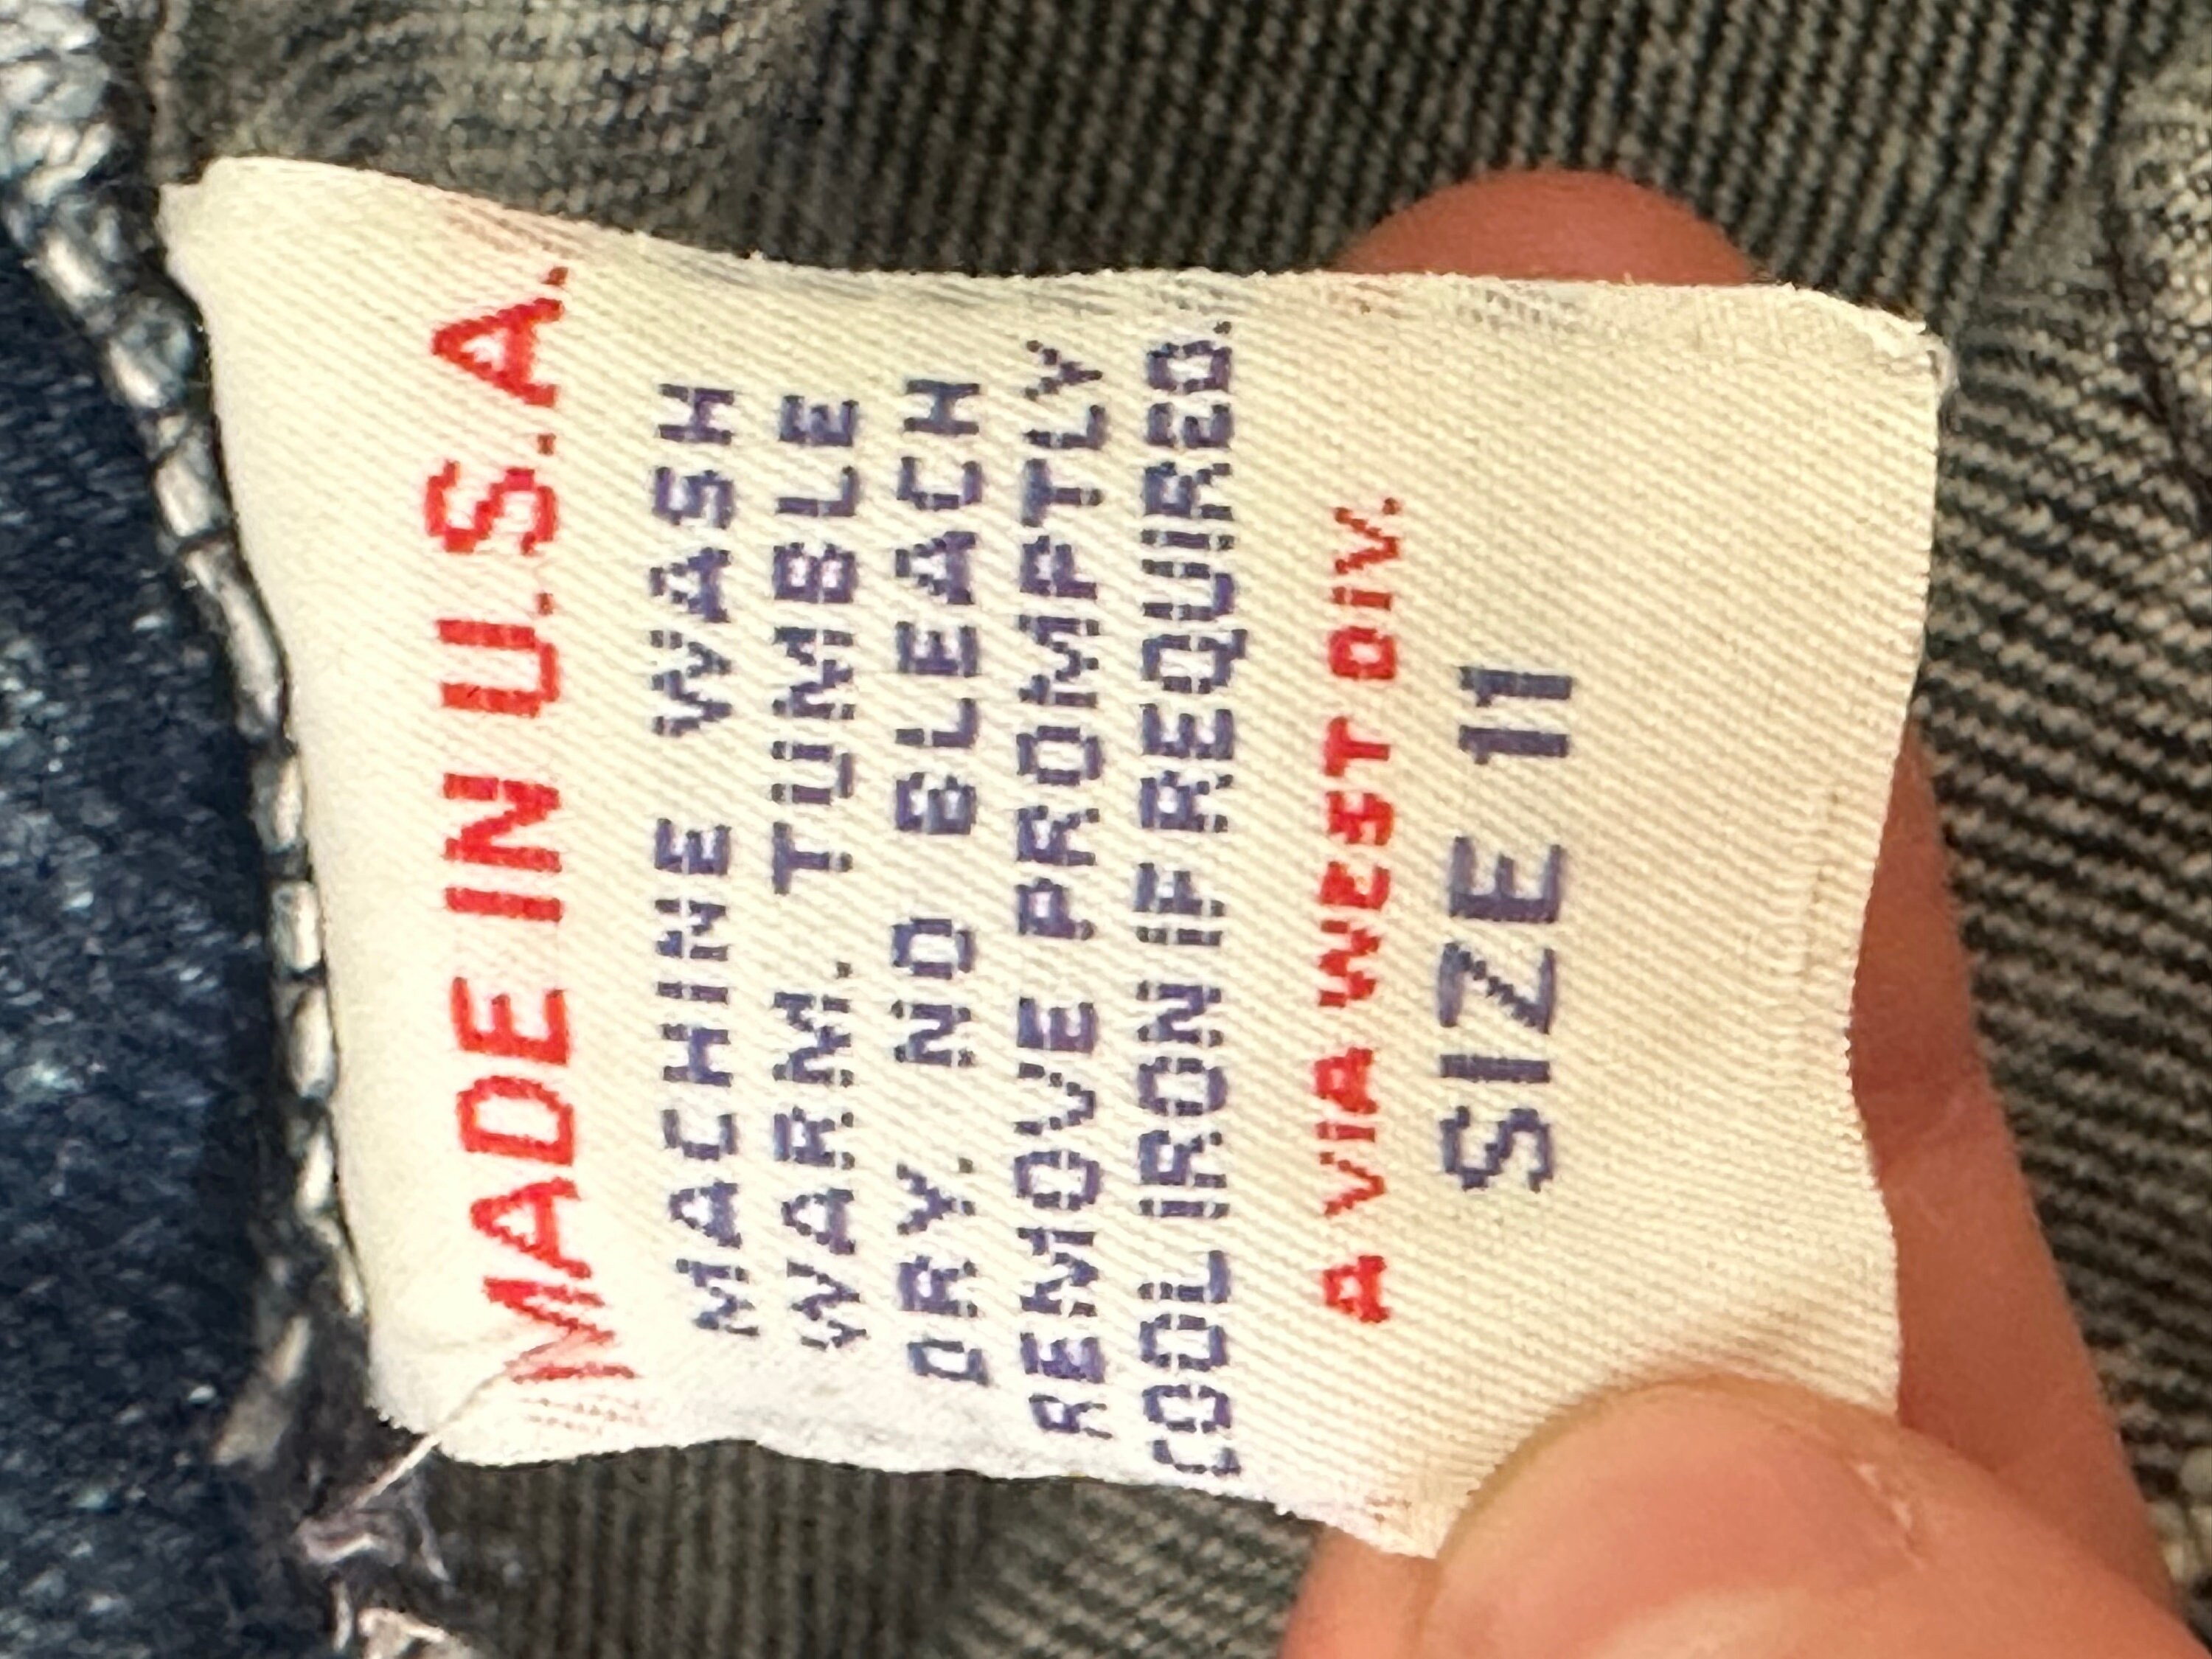 MADE IN U.S.A.
MACHINE WASH
WARM. TUMBLE
DRY. NO BLEACH
REMOVE PROMPTLY
COOL IRON IF REQUIRED.
A VIA WEST DIV.
SIZE 11